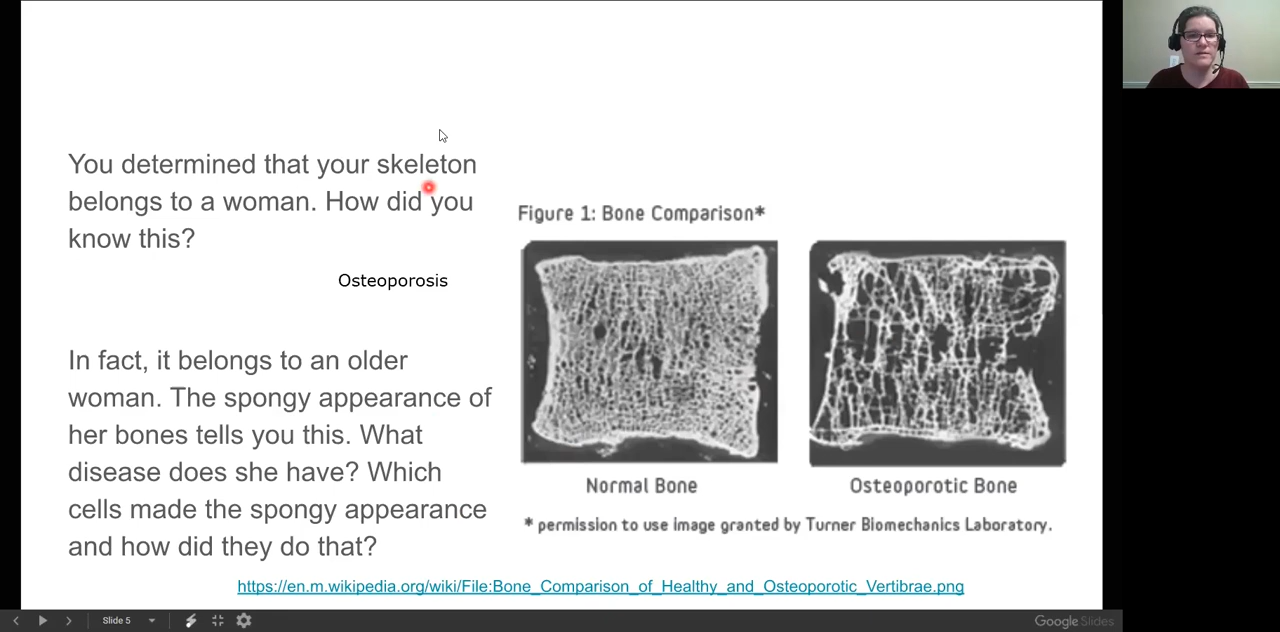 You determined that your skeleton
belongs to a woman. How did you
know this?
Osteoporosis
In fact, it belongs to an older
woman. The spongy appearance of
her bones tells you this. What
disease does she have? Which
cells made the spongy appearance
and how did they do that?
Figure 1: Bone Comparison*
Normal Bone
Osteoporotic Bone
* permission to use image granted by Turner Biomechanics Laboratory.
https://en.m.wikipedia.org/wiki/File:Bone_Comparison_of_Healthy_and_Osteoporotic_Vertibrae.png
Slide 5
Google Slides